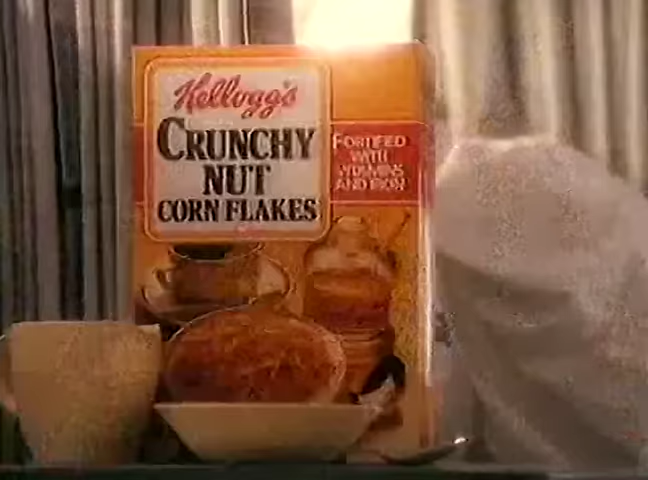 Kellogg's
CRUNCHY
NUT
CORN FLAKES
FORTIFIED
WITH
VITAMINS
AND IRON